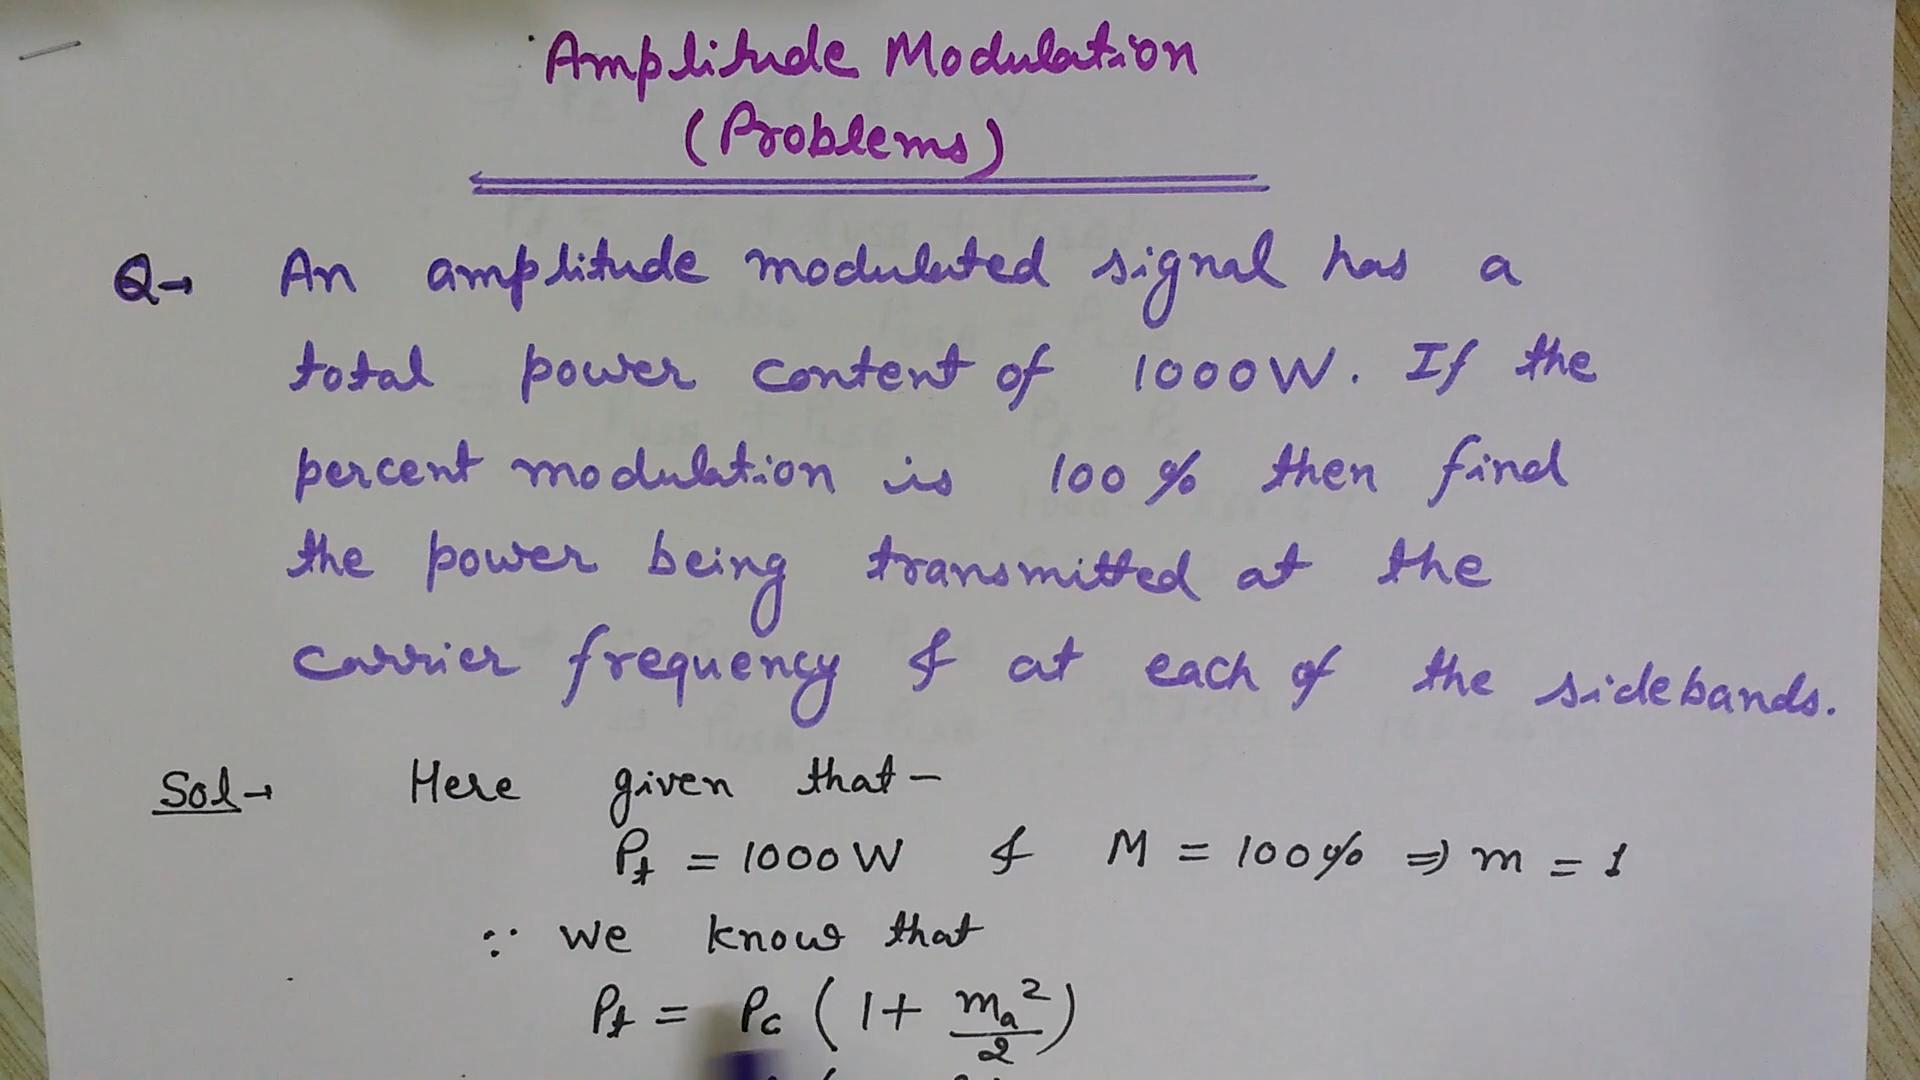 Amplitude Modulation
(Problems)
Q→ An amplitude modulated signal has a
total power content of 1000W. If the
percent modulation is 100% then find
the power being transmitted at the
carrier frequency & at each of the sidebands.
Sol→ Here given that –
Pₜ = 1000W & M = 100% ⇒ m = 1
∵ we know that
Pₜ = P꜀ (1 + mₐ²/2)